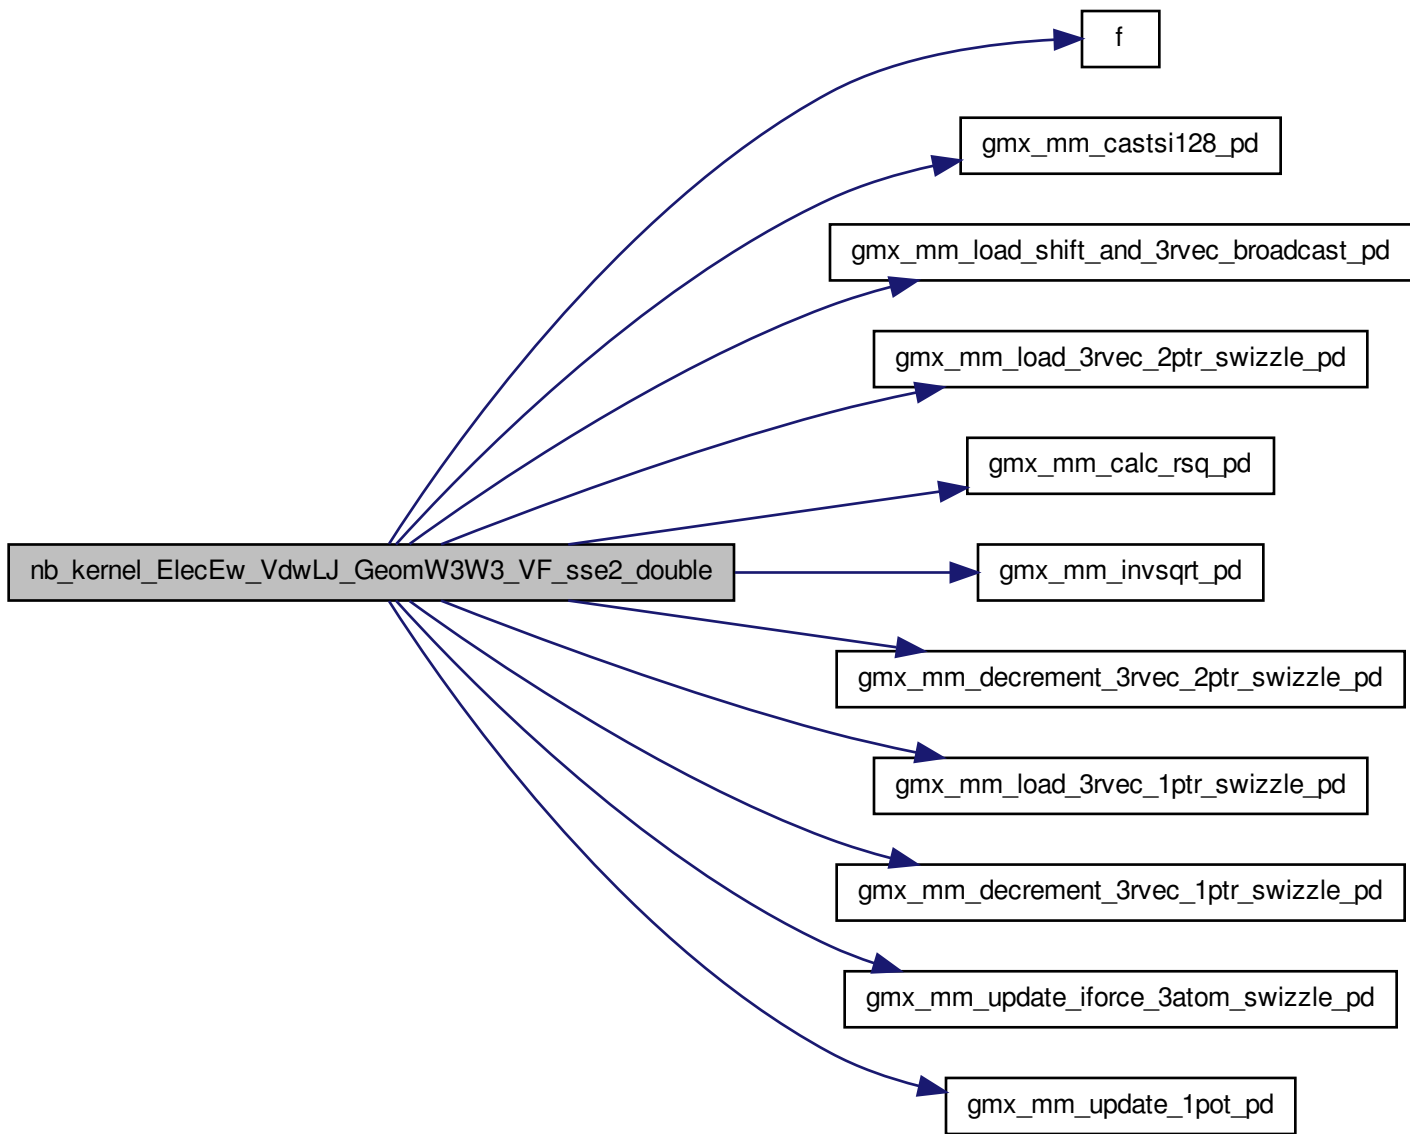 f
gmx_mm_castsi128_pd
gmx_mm_load_shift_and_3rvec_broadcast_pd
gmx_mm_load_3rvec_2ptr_swizzle_pd
gmx_mm_calc_rsq_pd
nb_kernel_ElecEw_VdwLJ_GeomW3W3_VF_sse2_double
gmx_mm_invsqrt_pd
gmx_mm_decrement_3rvec_2ptr_swizzle_pd
gmx_mm_load_3rvec_1ptr_swizzle_pd
gmx_mm_decrement_3rvec_1ptr_swizzle_pd
gmx_mm_update_iforce_3atom_swizzle_pd
gmx_mm_update_1pot_pd